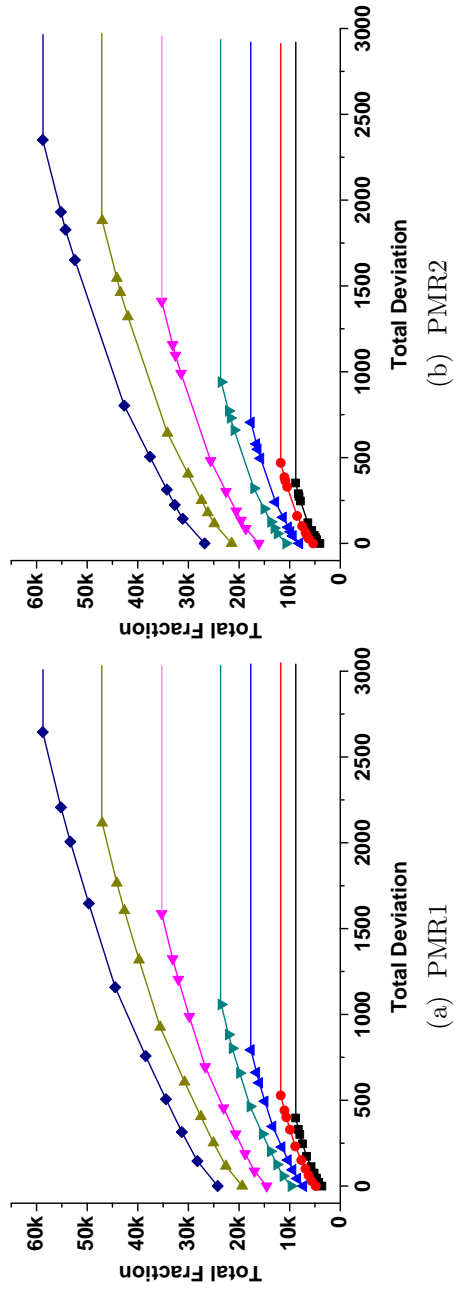 Total Fraction
60k
50k
40k
30k
20k
10k
0
0
500
1000
1500
2000
2500
3000
Total Deviation
(a) PMR1
Total Fraction
60k
50k
40k
30k
20k
10k
0
0
500
1000
1500
2000
2500
3000
Total Deviation
(b) PMR2